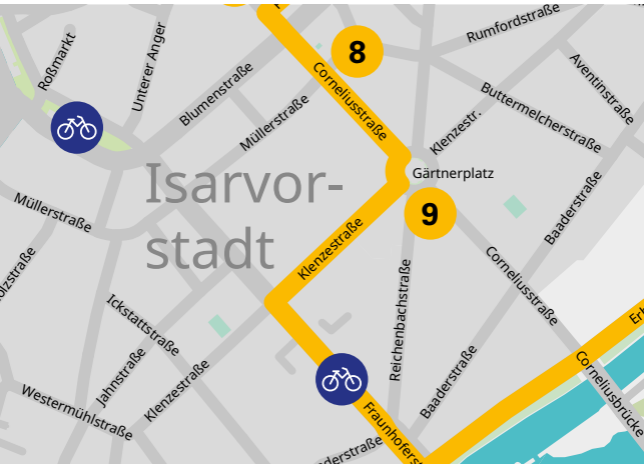 Rumfordstraße
Roßmarkt
Unterer Anger
8
Blumenstraße
Corneliusstraße
Aventinstraße
Müllerstraße
Klenzestr.
Buttermelcherstraße
Isarvor-
stadt
Gärtnerplatz
Müllerstraße
9
Baaderstraße
Klenzestraße
Corneliusstraße
Reichenbachstraße
Ickstattstraße
Jahnstraße
Klenzestraße
Baaderstraße
Corneliusbrücke
Westermühlstraße